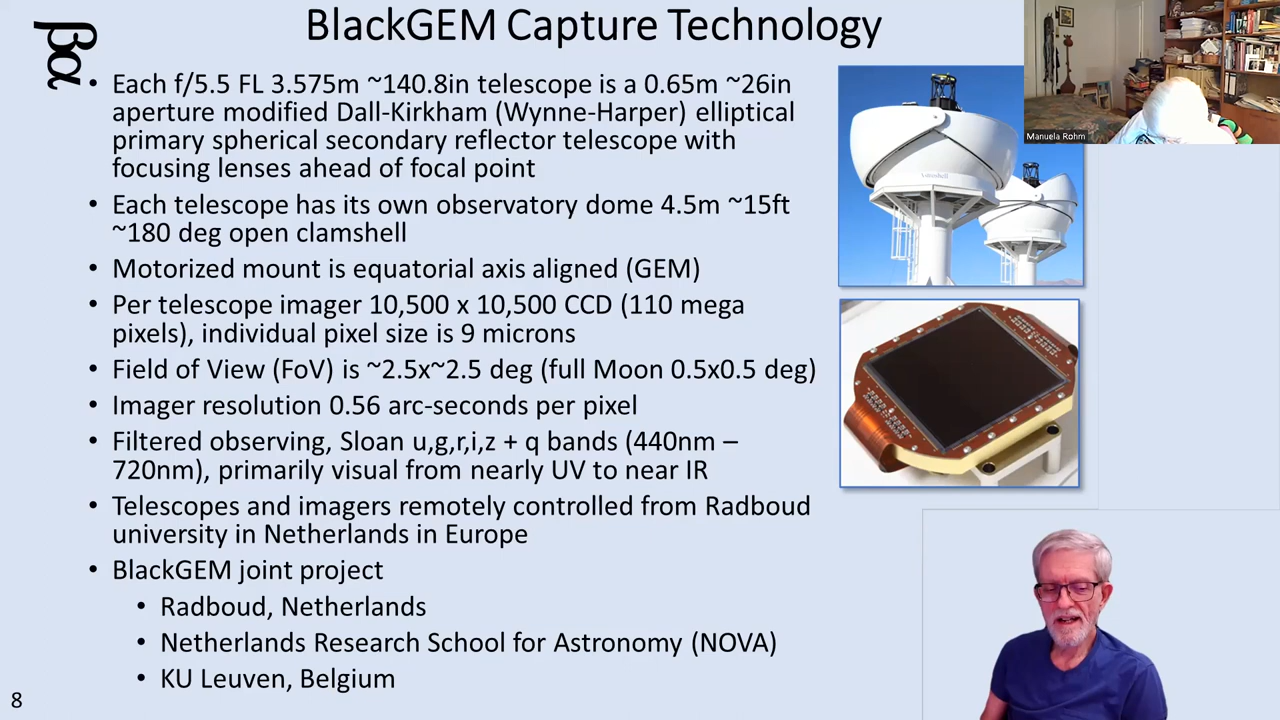 BlackGEM Capture Technology
βα
• Each f/5.5 FL 3.575m ~140.8in telescope is a 0.65m ~26in
aperture modified Dall-Kirkham (Wynne-Harper) elliptical
primary spherical secondary reflector telescope with
focusing lenses ahead of focal point
• Each telescope has its own observatory dome 4.5m ~15ft
~180 deg open clamshell
• Motorized mount is equatorial axis aligned (GEM)
• Per telescope imager 10,500 x 10,500 CCD (110 mega
pixels), individual pixel size is 9 microns
• Field of View (FoV) is ~2.5x~2.5 deg (full Moon 0.5x0.5 deg)
• Imager resolution 0.56 arc-seconds per pixel
• Filtered observing, Sloan u,g,r,i,z + q bands (440nm –
720nm), primarily visual from nearly UV to near IR
• Telescopes and imagers remotely controlled from Radboud
university in Netherlands in Europe
• BlackGEM joint project
• Radboud, Netherlands
• Netherlands Research School for Astronomy (NOVA)
• KU Leuven, Belgium
8
Manuela Rohm